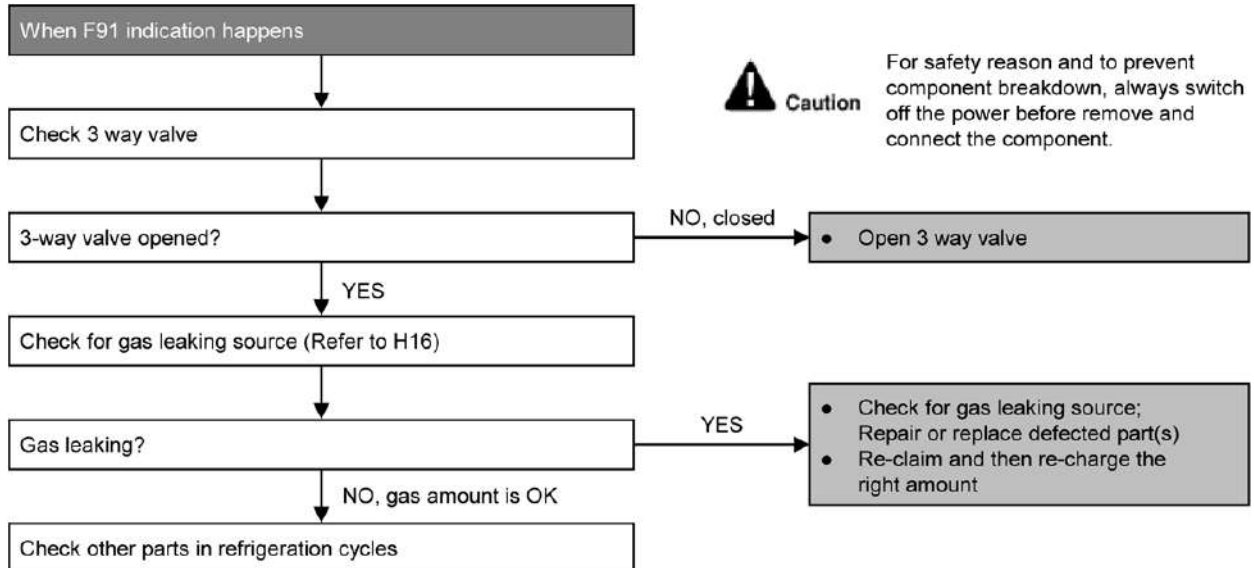 When F91 indication happens
Caution
For safety reason and to prevent
component breakdown, always switch
off the power before remove and
connect the component.
Check 3 way valve
3-way valve opened?
NO, closed
● Open 3 way valve
YES
Check for gas leaking source (Refer to H16)
Gas leaking?
YES
● Check for gas leaking source;
Repair or replace defected part(s)
● Re-claim and then re-charge the
right amount
NO, gas amount is OK
Check other parts in refrigeration cycles